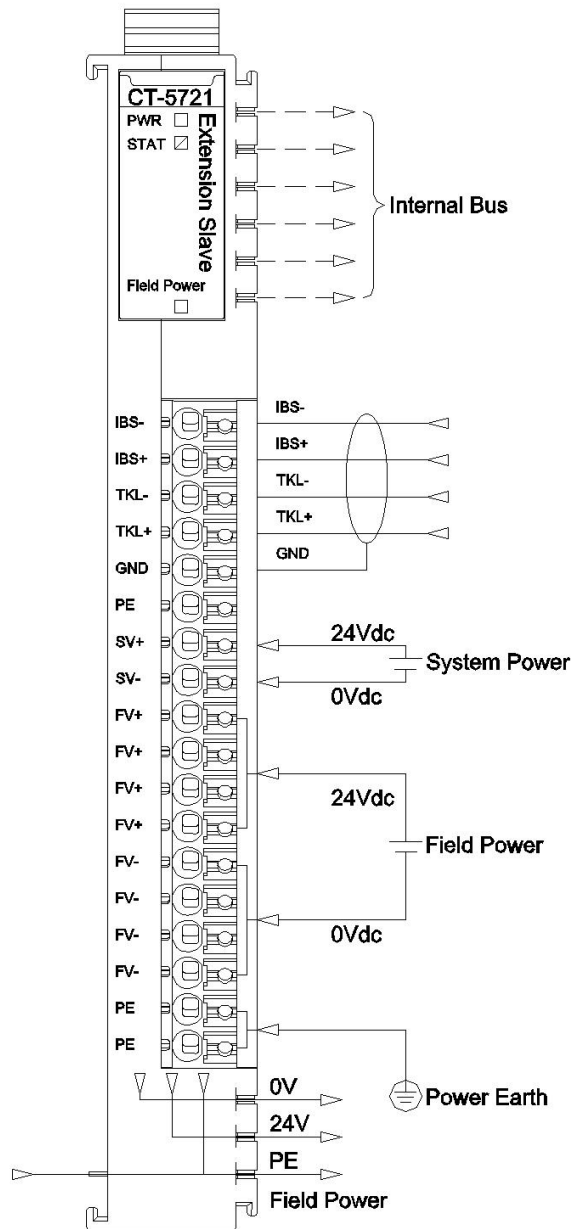 CT-5721
PWR
STAT
Extension Slave
Field Power
Internal Bus
IBS-
IBS+
TKL-
TKL+
GND
PE
SV+
SV-
FV+
FV+
FV+
FV+
FV-
FV-
FV-
FV-
PE
PE
IBS-
IBS+
TKL-
TKL+
GND
24Vdc
System Power
0Vdc
24Vdc
Field Power
0Vdc
Power Earth
0V
24V
PE
Field Power